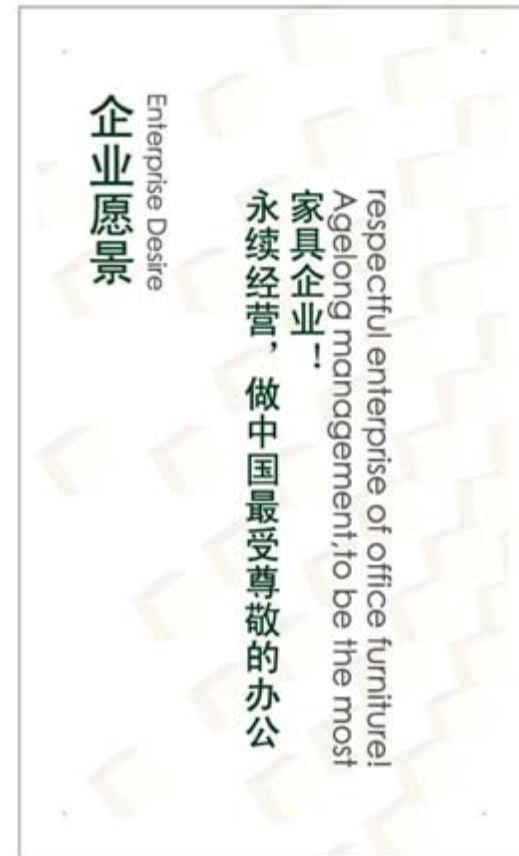 企业愿景
Enterprise Desire
永续经营，做中国最受尊敬的办公
家具企业！
Agelong management,to be the most
respectful enterprise of office furniture!